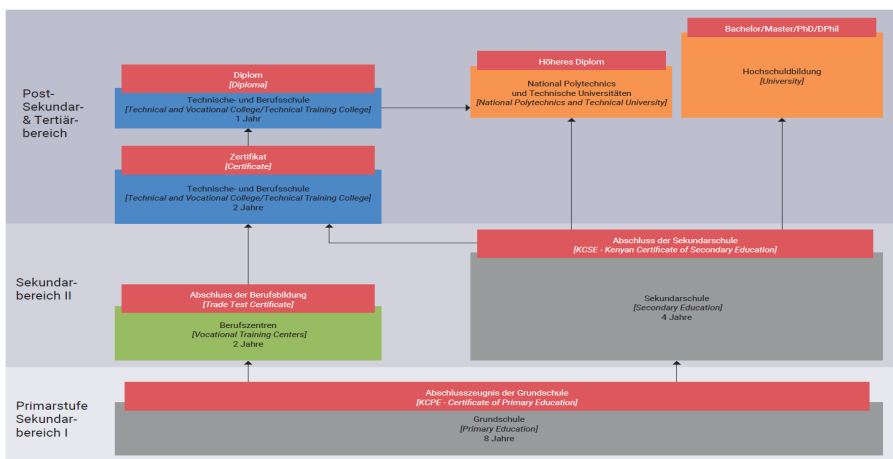 Post-
Sekundar-
& Tertiär-
bereich
Diplom
[Diploma]
Technische- und Berufsschule
[Technical and Vocational College/Technical Training College]
1 Jahr
Höheres Diplom
National Polytechnics
und Technische Universitäten
[National Polytechnics and Technical University]
Bachelor/Master/PhD/DPhil
Hochschuldbildung
[University]
Zertifikat
[Certificate]
Technische- und Berufsschule
[Technical and Vocational College/Technical Training College]
2 Jahre
Sekundar-
bereich II
Abschluss der Berufsbildung
[Trade Test Certificate]
Berufszentren
[Vocational Training Centers]
2 Jahre
Abschluss der Sekundarschule
[KCSE - Kenyan Certificate of Secondary Education]
Sekundarschule
[Secondary Education]
4 Jahre
Primarstufe
Sekundar-
bereich I
Abschlusszeugnis der Grundschule
[KCPE - Certificate of Primary Education]
Grundschule
[Primary Education]
8 Jahre